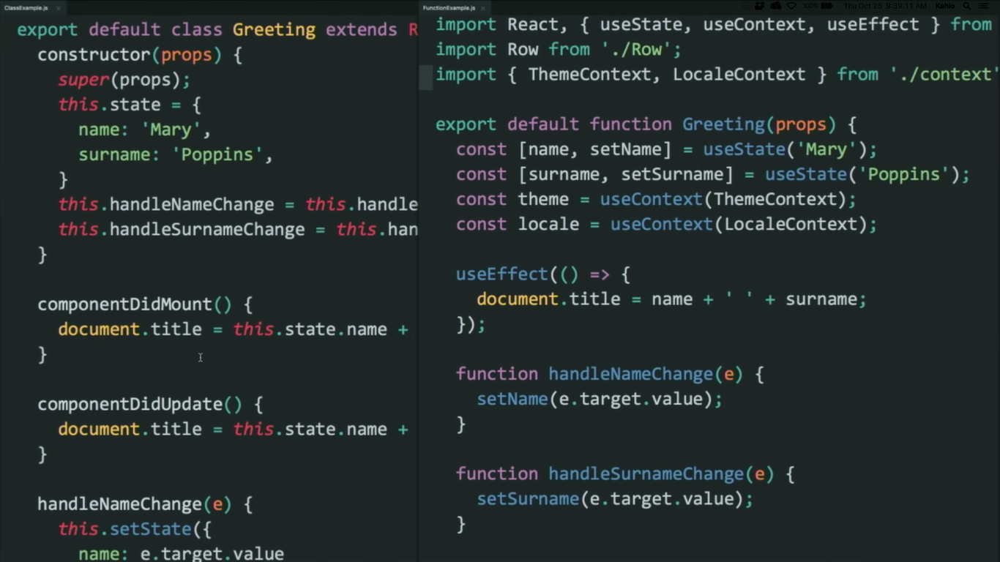 ClassExample.js
export default class Greeting extends R
constructor(props) {
super(props);
this.state = {
name: 'Mary',
surname: 'Poppins',
}
this.handleNameChange = this.handle
this.handleSurnameChange = this.han
}
componentDidMount() {
document.title = this.state.name +
}
componentDidUpdate() {
document.title = this.state.name +
}
handleNameChange(e) {
this.setState({
name: e.target.value
FunctionExample.js
100% Thu Oct 25 9:39:11 AM Kahlo
import React, { useState, useContext, useEffect } from
import Row from './Row';
import { ThemeContext, LocaleContext } from './context'
export default function Greeting(props) {
const [name, setName] = useState('Mary');
const [surname, setSurname] = useState('Poppins');
const theme = useContext(ThemeContext);
const locale = useContext(LocaleContext);
useEffect(() => {
document.title = name + ' ' + surname;
});
function handleNameChange(e) {
setName(e.target.value);
}
function handleSurnameChange(e) {
setSurname(e.target.value);
}